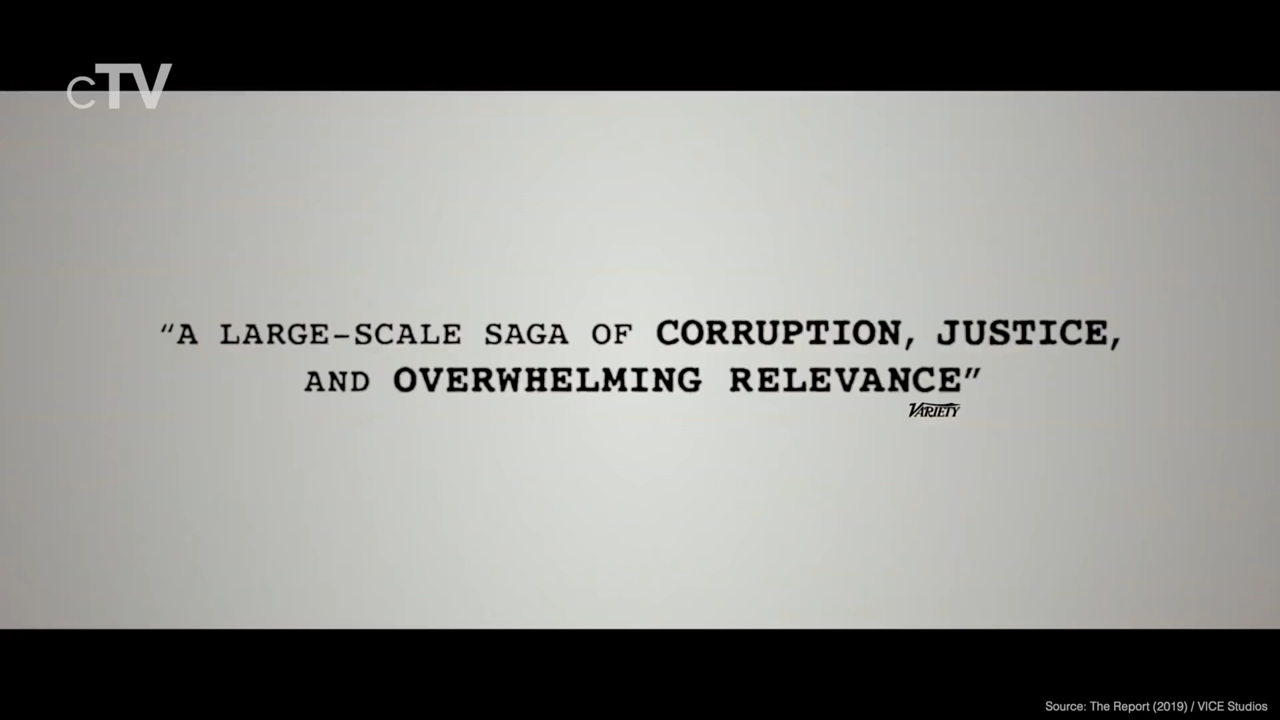 cTV
“A LARGE-SCALE SAGA OF CORRUPTION, JUSTICE,
AND OVERWHELMING RELEVANCE”
VARIETY
Source: The Report (2019) / VICE Studios